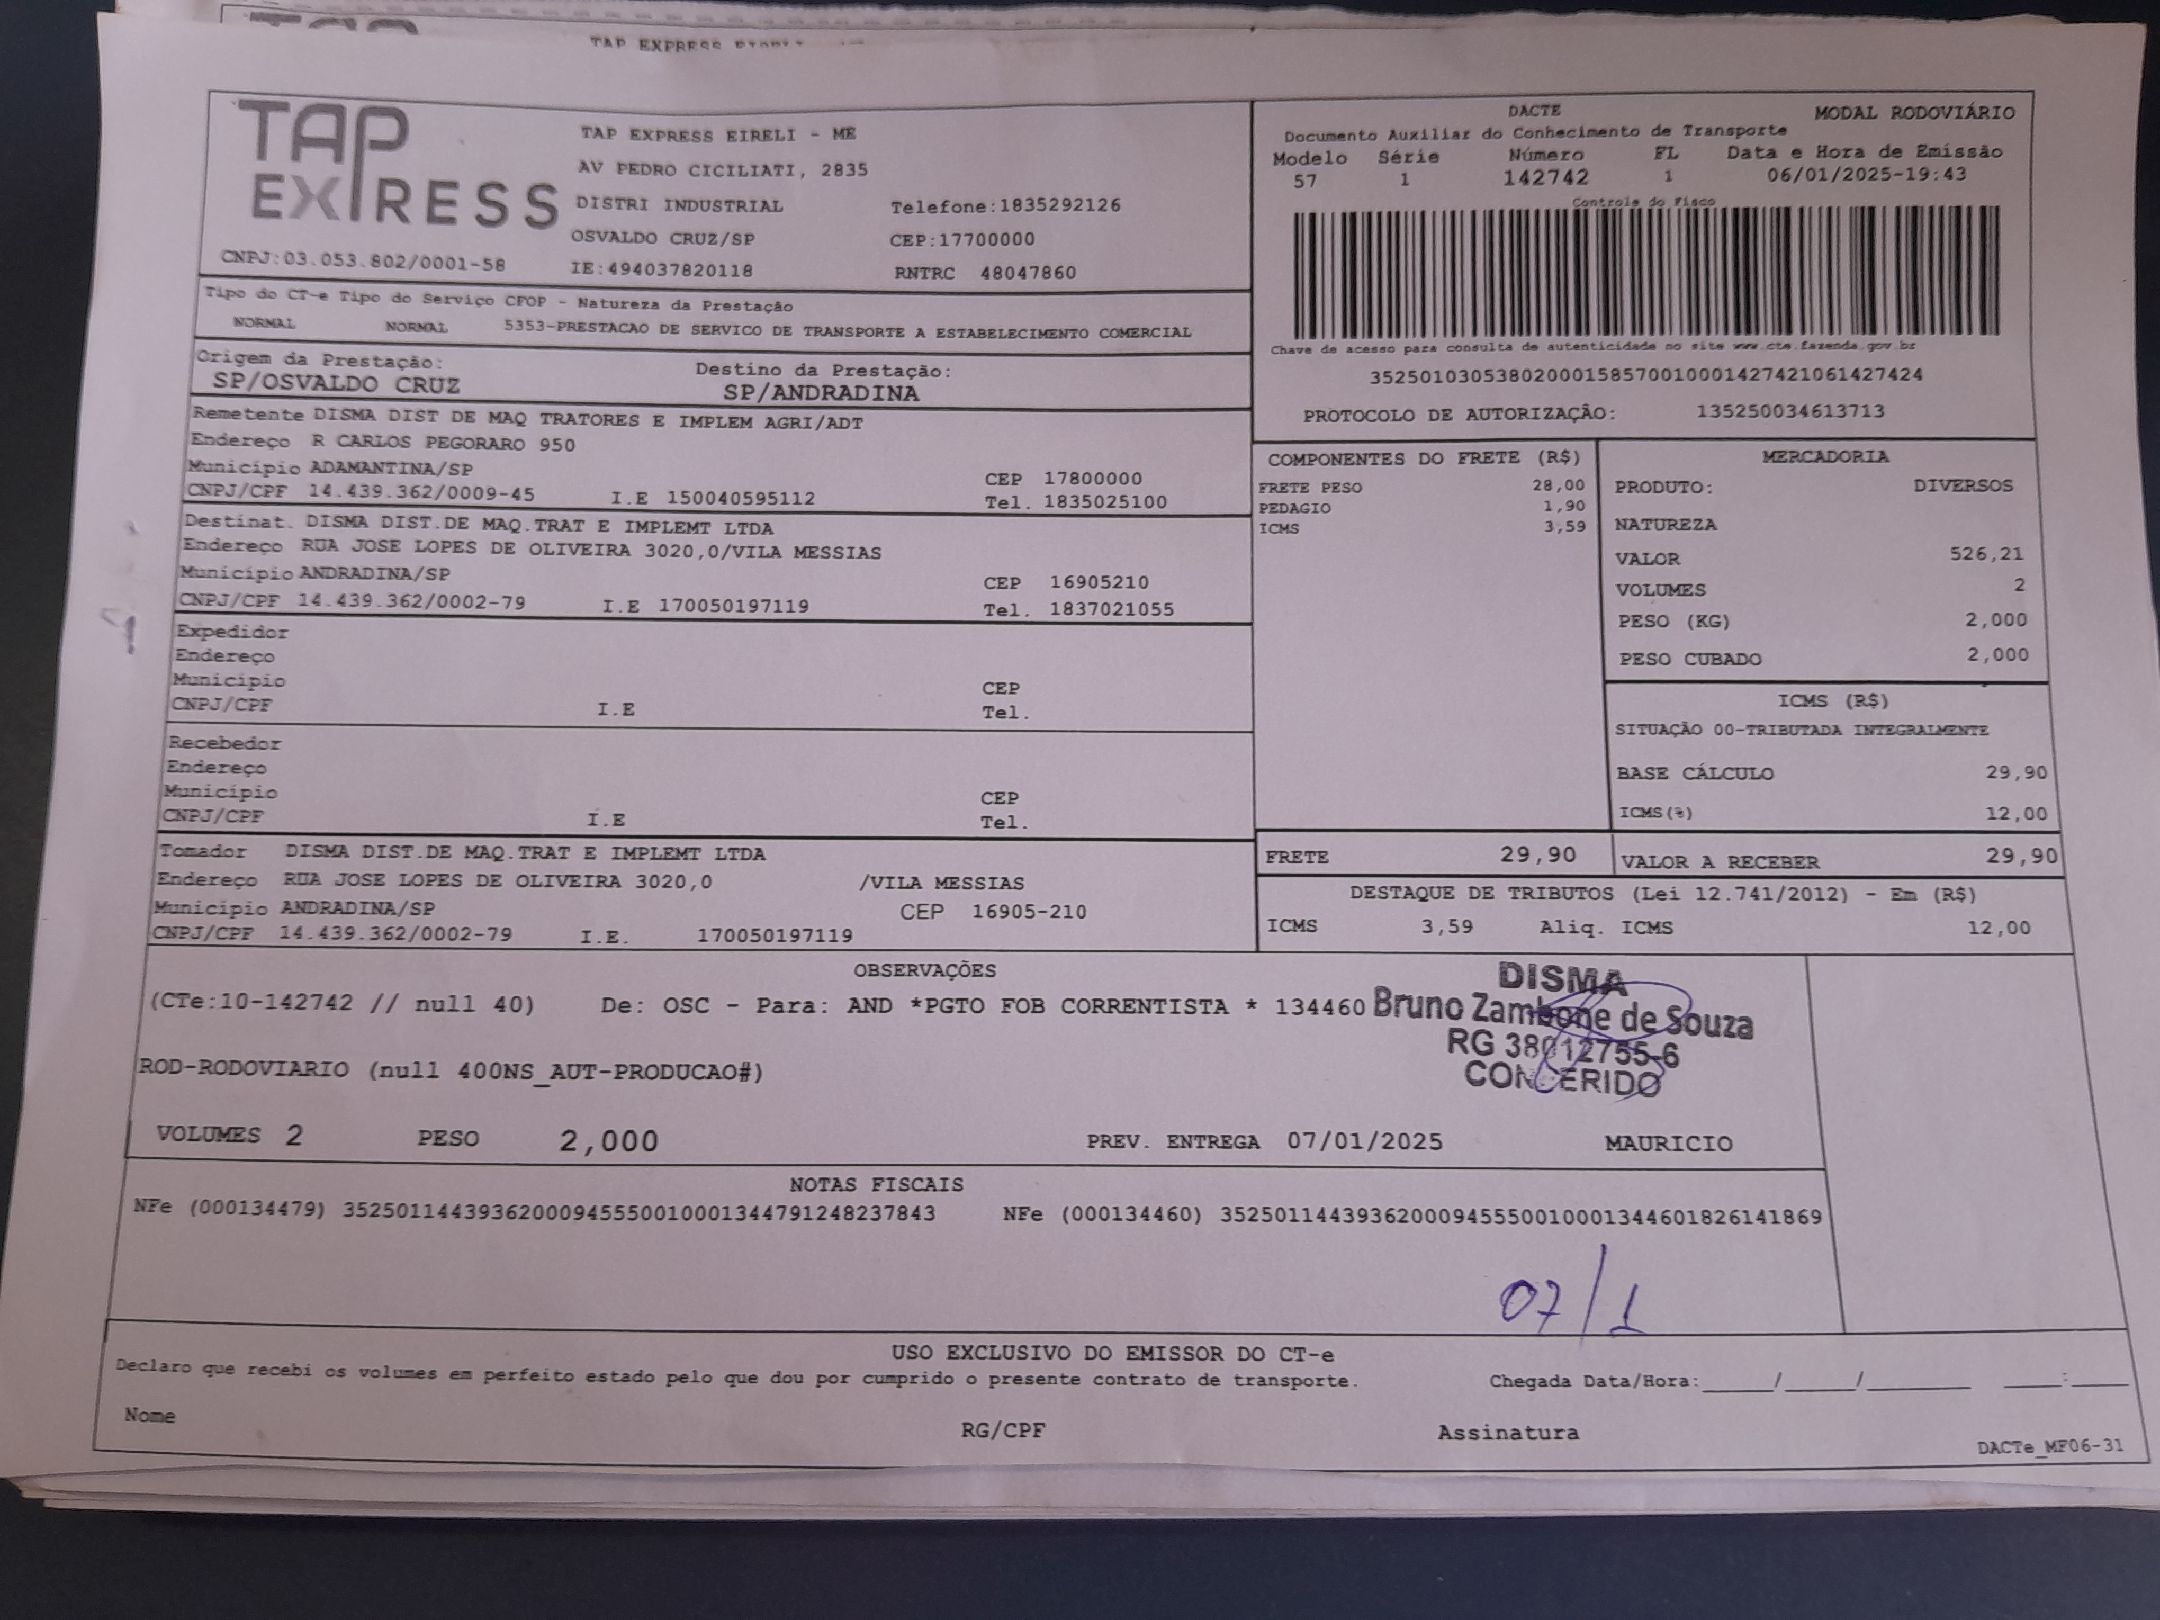 TAP EXPRESS EIRELI
TAP
EXPRESS
CNPJ:03.053.802/0001-58
TAP EXPRESS EIRELI - ME
AV PEDRO CICILIATI, 2835
DISTRI INDUSTRIAL Telefone:1835292126
OSVALDO CRUZ/SP CEP:17700000
IE:494037820118 RNTRC 48047860
DACTE MODAL RODOVIÁRIO
Documento Auxiliar do Conhecimento de Transporte
Modelo Série Número FL Data e Hora de Emissão
57 1 142742 1 06/01/2025-19:43
Controle do Fisco
Chave de acesso para consulta de autenticidade no site www.cte.fazenda.gov.br
35250103053802000158570010001427421061427424
PROTOCOLO DE AUTORIZAÇÃO: 135250034613713
Tipo do CT-e Tipo do Serviço CFOP - Natureza da Prestação
NORMAL NORMAL 5353-PRESTACAO DE SERVICO DE TRANSPORTE A ESTABELECIMENTO COMERCIAL
Origem da Prestação: Destino da Prestação:
SP/OSVALDO CRUZ SP/ANDRADINA
Remetente DISMA DIST DE MAQ TRATORES E IMPLEM AGRI/ADT
Endereço R CARLOS PEGORARO 950
Município ADAMANTINA/SP CEP 17800000
CNPJ/CPF 14.439.362/0009-45 I.E 150040595112 Tel. 1835025100
Destinat. DISMA DIST.DE MAQ.TRAT E IMPLEMT LTDA
Endereço RUA JOSE LOPES DE OLIVEIRA 3020,0/VILA MESSIAS
Município ANDRADINA/SP CEP 16905210
CNPJ/CPF 14.439.362/0002-79 I.E 170050197119 Tel. 1837021055
Expedidor
Endereço
Município CEP
CNPJ/CPF I.E Tel.
Recebedor
Endereço
Município CEP
CNPJ/CPF I.E Tel.
Tomador DISMA DIST.DE MAQ.TRAT E IMPLEMT LTDA
Endereço RUA JOSE LOPES DE OLIVEIRA 3020,0 /VILA MESSIAS
Município ANDRADINA/SP CEP 16905-210
CNPJ/CPF 14.439.362/0002-79 I.E. 170050197119
COMPONENTES DO FRETE (R$)
FRETE PESO 28,00
PEDAGIO 1,90
ICMS 3,59
MERCADORIA
PRODUTO: DIVERSOS
NATUREZA
VALOR 526,21
VOLUMES 2
PESO (KG) 2,000
PESO CUBADO 2,000
ICMS (R$)
SITUAÇÃO 00-TRIBUTADA INTEGRALMENTE
BASE CÁLCULO 29,90
ICMS(%) 12,00
FRETE 29,90 VALOR A RECEBER 29,90
DESTAQUE DE TRIBUTOS (Lei 12.741/2012) - Em (R$)
ICMS 3,59 Aliq. ICMS 12,00
OBSERVAÇÕES
(CTe:10-142742 // null 40) De: OSC - Para: AND *PGTO FOB CORRENTISTA * 134460
ROD-RODOVIARIO (null 400NS_AUT-PRODUCAO#)
DISMA
Bruno Zambone de Souza
RG 38012755-6
CONFERIDO
VOLUMES 2 PESO 2,000 PREV. ENTREGA 07/01/2025 MAURICIO
NOTAS FISCAIS
NFe (000134479) 35250114439362000945550010001344791248237843 NFe (000134460) 35250114439362000945550010001344601826141869
07/1
USO EXCLUSIVO DO EMISSOR DO CT-e
Declaro que recebi os volumes em perfeito estado pelo que dou por cumprido o presente contrato de transporte. Chegada Data/Hora:_____/_____/_______ ____:____
Nome RG/CPF Assinatura
DACTe_MF06-31